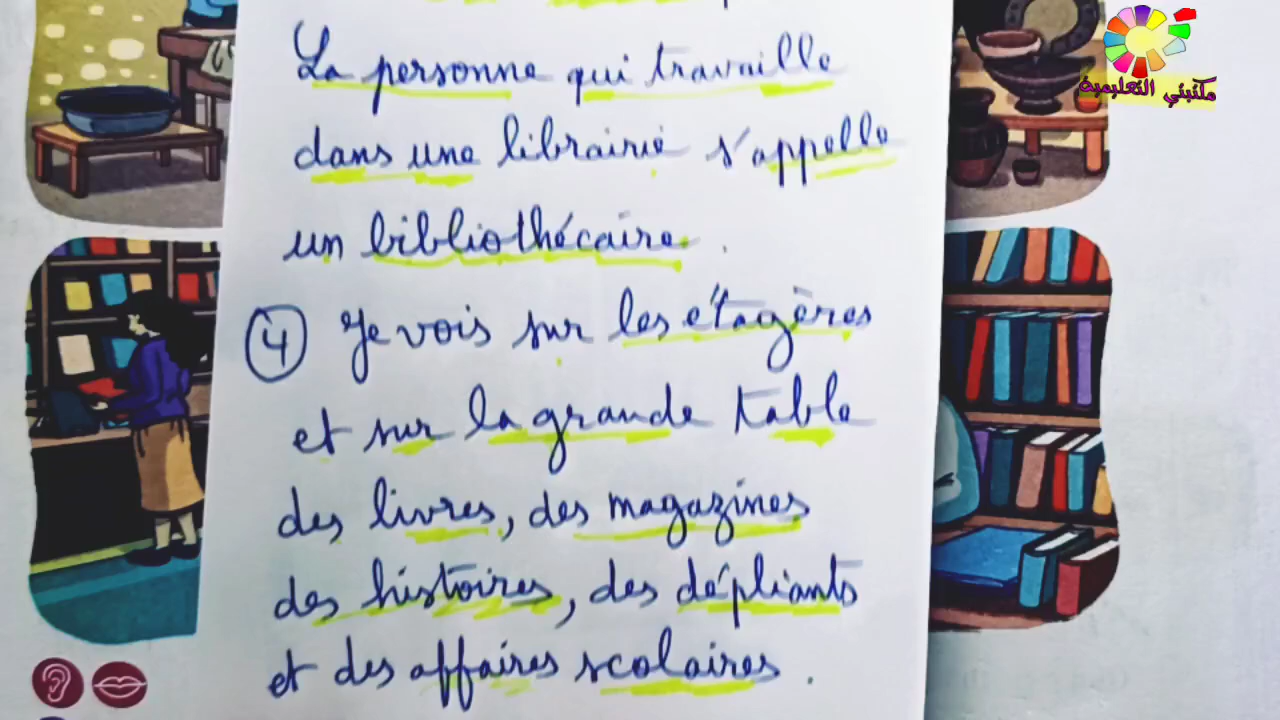 La personne qui travaille
dans une librairie s'appelle
un bibliothécaire.
4 Je vois sur les étagères
et sur la grande table
des livres, des magazines
des histoires, des dépliants
et des affaires scolaires.
مكتبتي التعليمية